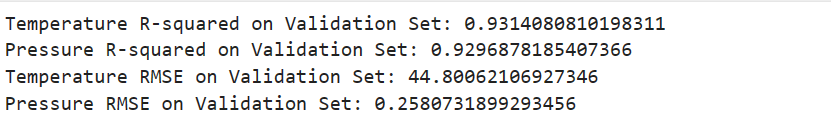 Temperature R-squared on Validation Set: 0.9314080810198311
Pressure R-squared on Validation Set: 0.9296878185407366
Temperature RMSE on Validation Set: 44.80062106927346
Pressure RMSE on Validation Set: 0.2580731899293456